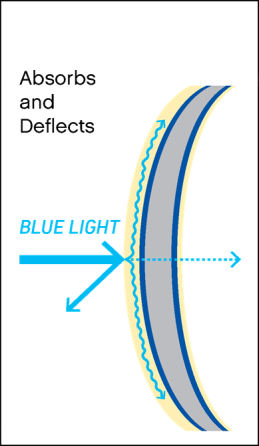 Absorbs
and
Deflects
BLUE LIGHT